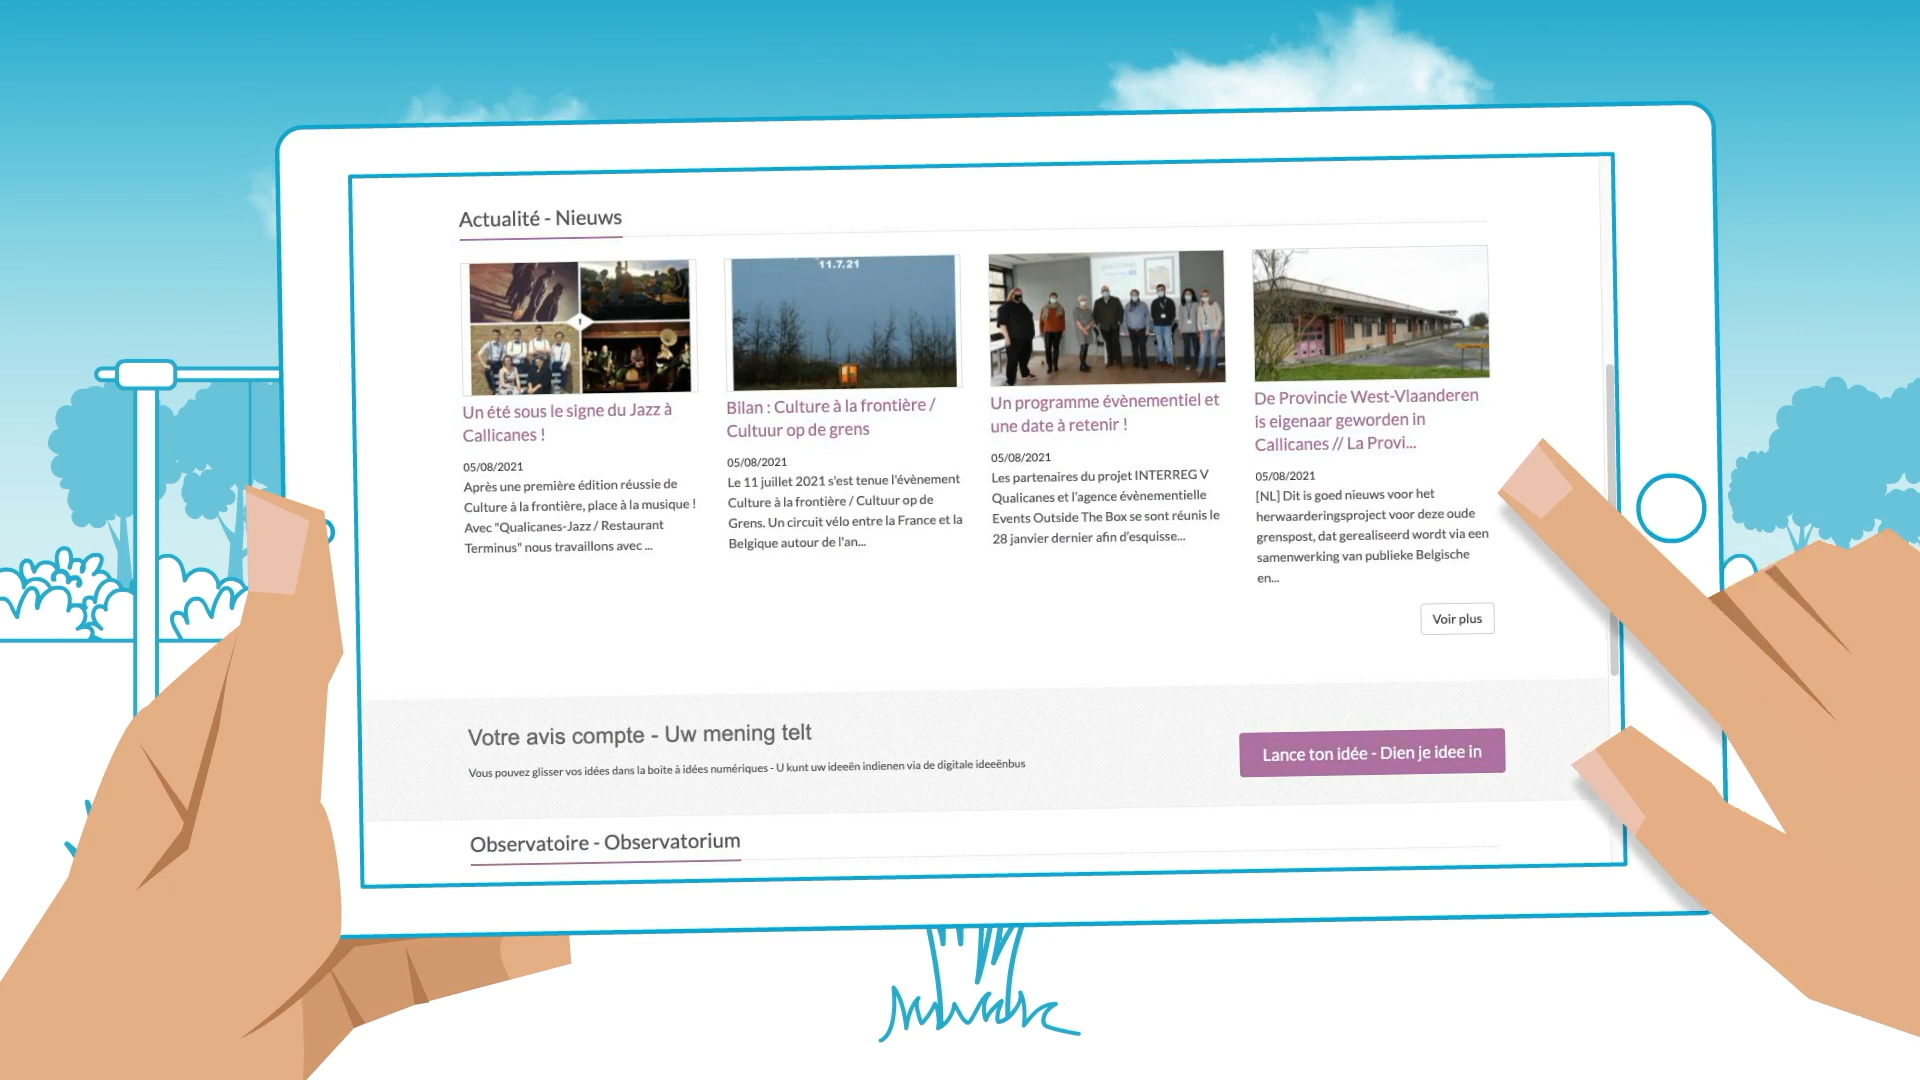 Actualité - Nieuws
11.7.21
Un été sous le signe du Jazz à
Callicanes !
05/08/2021
Après une première édition réussie de
Culture à la frontière, place à la musique !
Avec "Qualicanes-Jazz / Restaurant
Terminus" nous travaillons avec ...
Bilan : Culture à la frontière /
Cultuur op de grens
05/08/2021
Le 11 juillet 2021 s'est tenue l'évènement
Culture à la frontière / Cultuur op de
Grens. Un circuit vélo entre la France et la
Belgique autour de l'an...
Un programme évènementiel et
une date à retenir !
05/08/2021
Les partenaires du projet INTERREG V
Qualicanes et l'agence évènementielle
Events Outside The Box se sont réunis le
28 janvier dernier afin d'esquisse...
De Provincie West-Vlaanderen
is eigenaar geworden in
Callicanes // La Provi...
05/08/2021
[NL] Dit is goed nieuws voor het
herwaarderingsproject voor deze oude
grenspost, dat gerealiseerd wordt via een
samenwerking van publieke Belgische
en...
Voir plus
Votre avis compte - Uw mening telt
Vous pouvez glisser vos idées dans la boite à idées numériques - U kunt uw ideeën indienen via de digitale ideeënbus
Lance ton idée - Dien je idee in
Observatoire - Observatorium